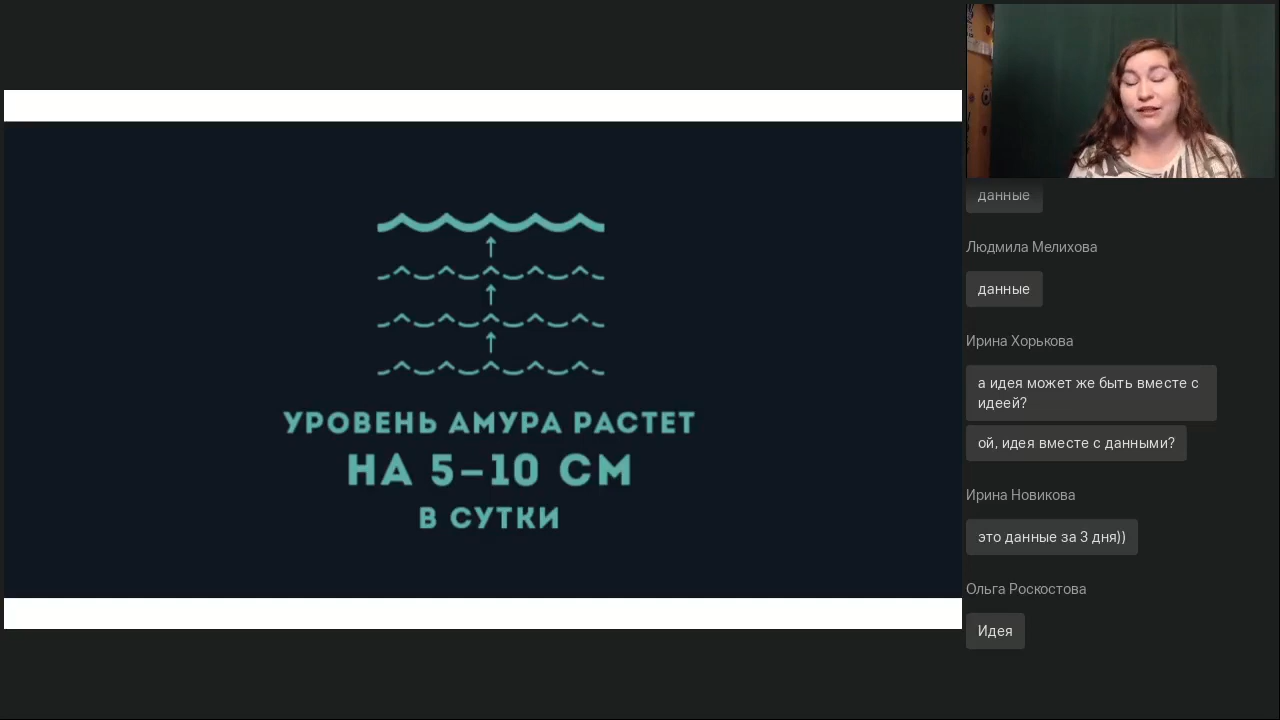 УРОВЕНЬ АМУРА РАСТЕТ
НА 5–10 СМ
В СУТКИ
данные
Людмила Мелихова
данные
Ирина Хорькова
а идея может же быть вместе с
идеей?
ой, идея вместе с данными?
Ирина Новикова
это данные за 3 дня))
Ольга Роскостова
Идея